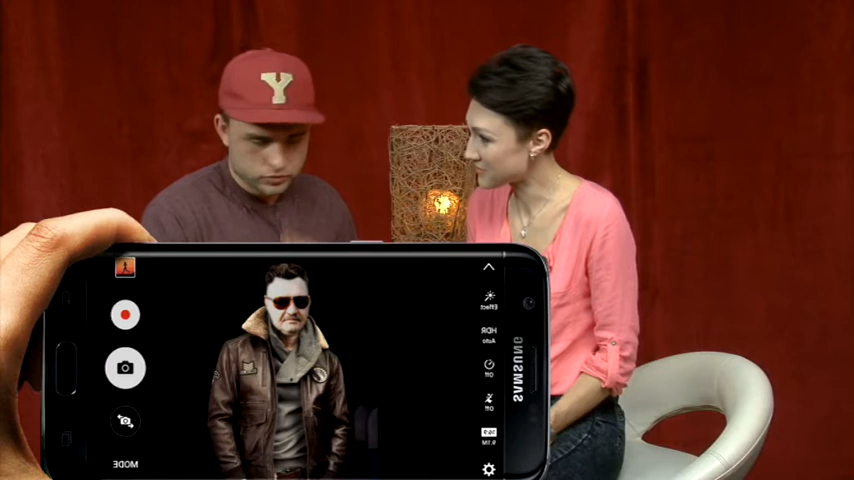 Y
Effect
HDR
Auto
Off
Off
16:9
9.1M
MODE
SAMSUNG